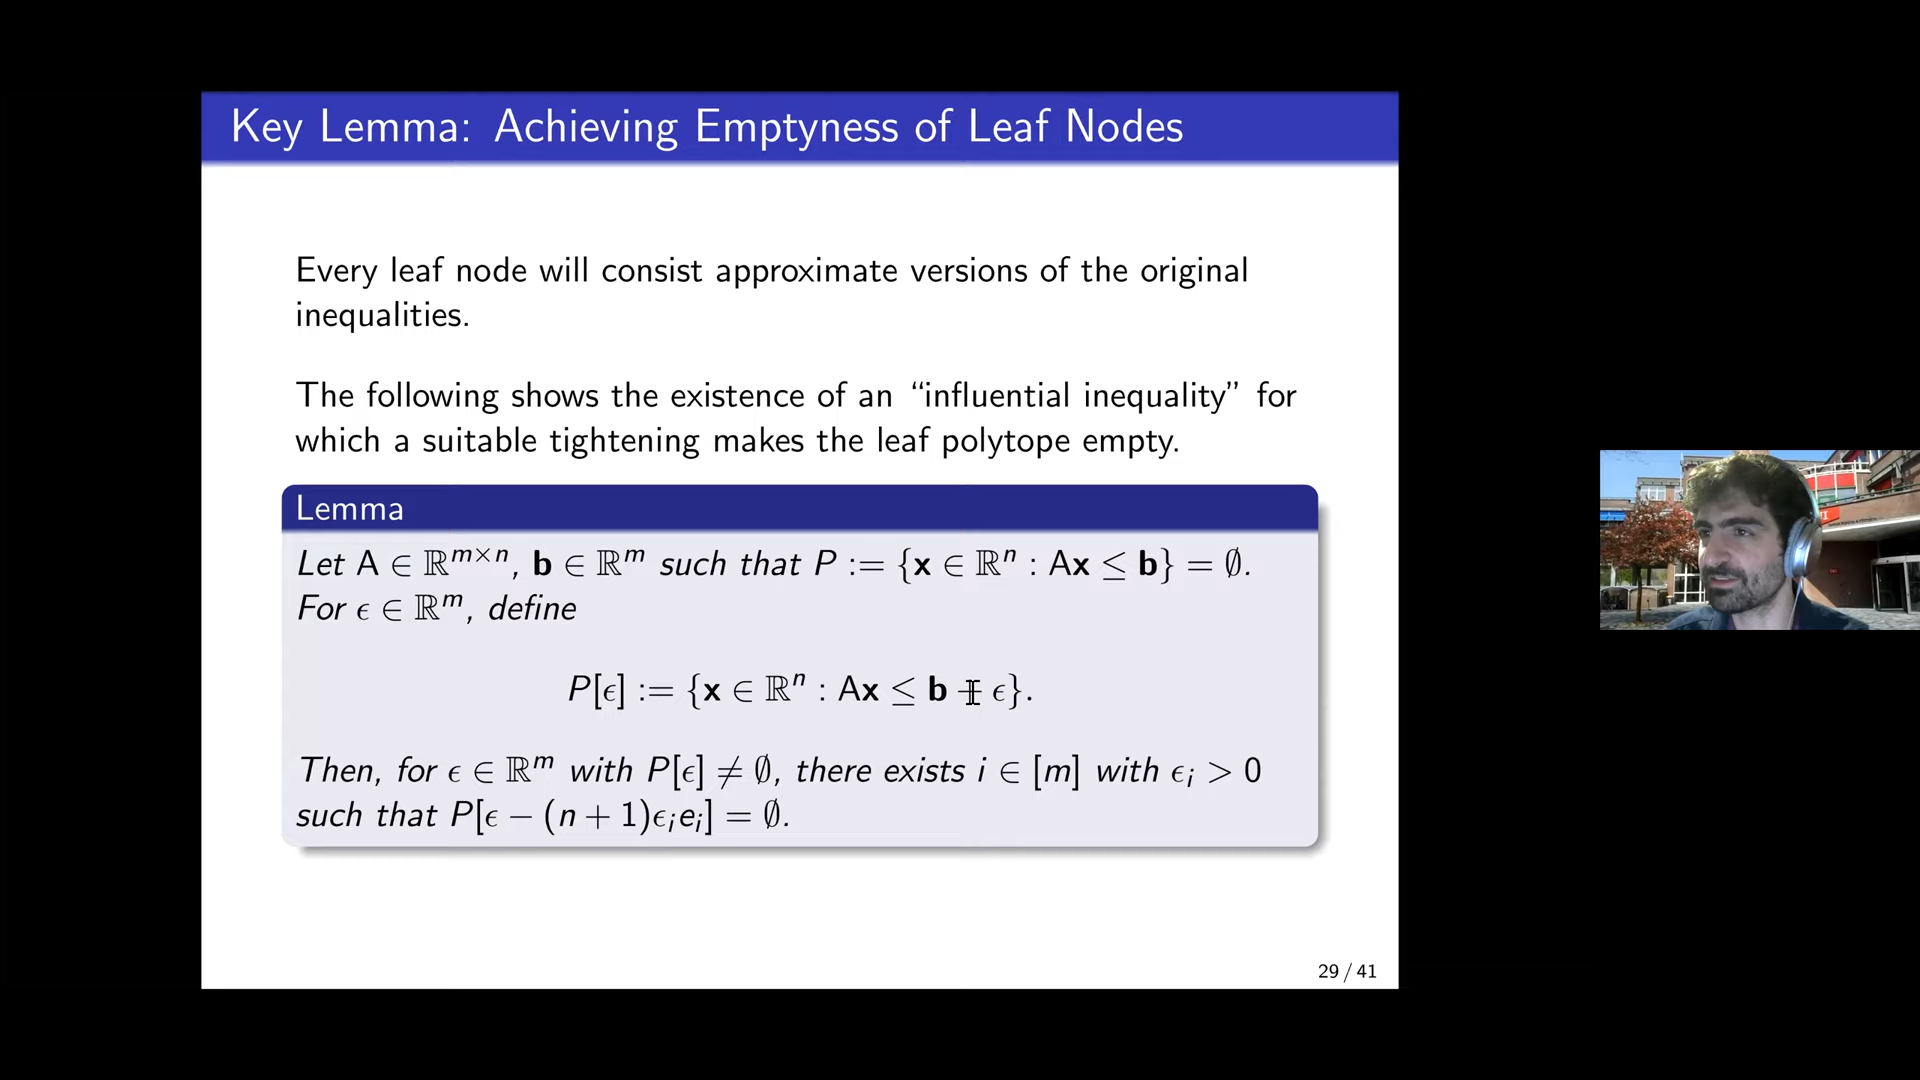 Key Lemma: Achieving Emptyness of Leaf Nodes
Every leaf node will consist approximate versions of the original
inequalities.
The following shows the existence of an “influential inequality” for
which a suitable tightening makes the leaf polytope empty.
Lemma
Let A ∈ ℝ^{m×n}, b ∈ ℝ^m such that P := {x ∈ ℝ^n : Ax ≤ b} = ∅.
For ϵ ∈ ℝ^m, define
P[ϵ] := {x ∈ ℝ^n : Ax ≤ b + ϵ}.
Then, for ϵ ∈ ℝ^m with P[ϵ] ≠ ∅, there exists i ∈ [m] with ϵ_i > 0
such that P[ϵ − (n + 1)ϵ_i e_i] = ∅.
29 / 41